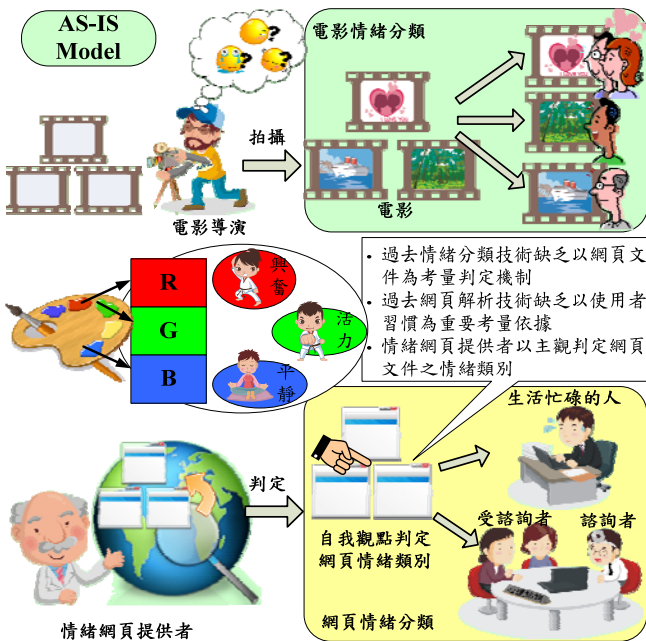 AS-IS
Model
電影情緒分類
拍攝
電影導演
電影
R
G
B
興奮
活力
平靜
• 過去情緒分類技術缺乏以網頁文
件為考量判定機制
• 過去網頁解析技術缺乏以使用者
習慣為重要考量依據
• 情緒網頁提供者以主觀判定網頁
文件之情緒類別
生活忙碌的人
判定
自我觀點判定
網頁情緒類別
受諮詢者
諮詢者
網頁情緒分類
情緒網頁提供者